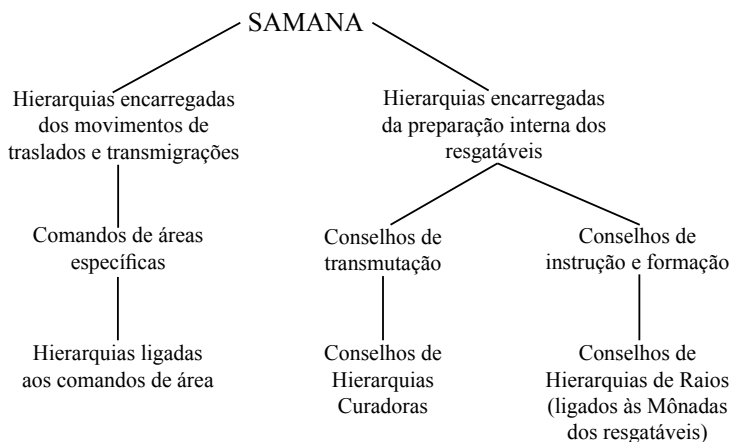 SAMANA
Hierarquias encarregadas
dos movimentos de
traslados e transmigrações
Hierarquias encarregadas
da preparação interna dos
resgatáveis
Comandos de áreas
específicas
Conselhos de
transmutação
Conselhos de
instrução e formação
Hierarquias ligadas
aos comandos de área
Conselhos de
Hierarquias
Curadoras
Conselhos de
Hierarquias de Raios
(ligados às Mônadas
dos resgatáveis)